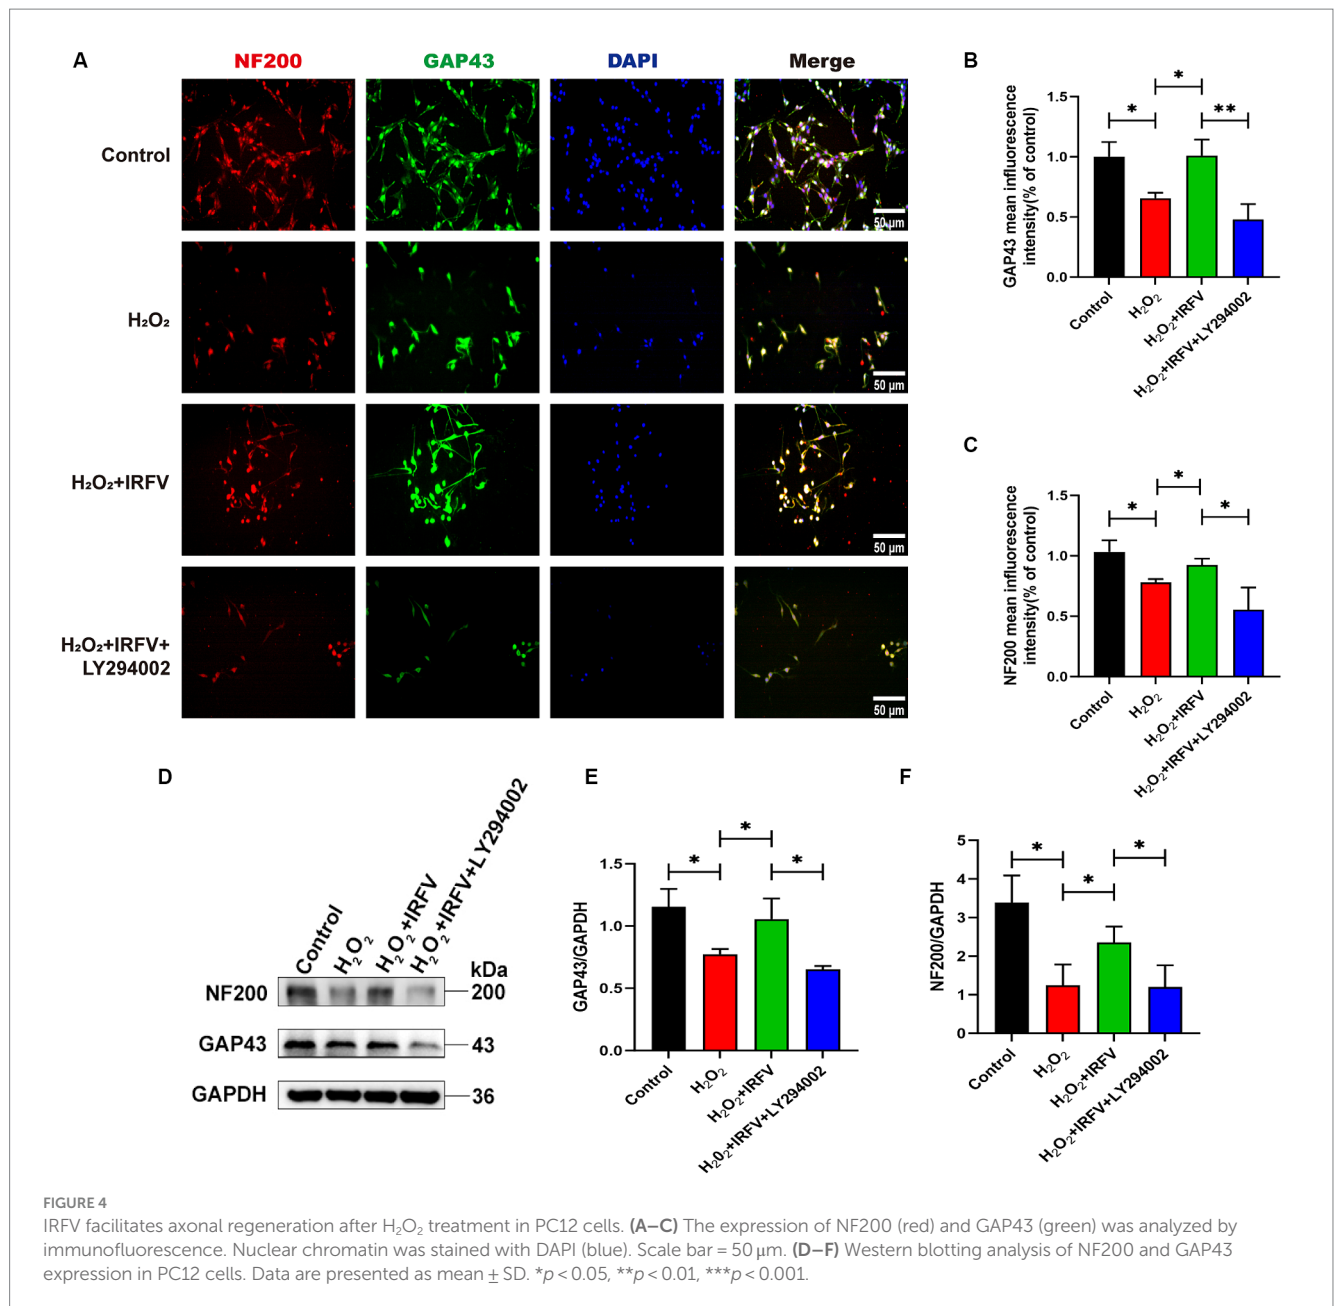 A
NF200
GAP43
DAPI
Merge
Control
50 µm
H₂O₂
50 µm
H₂O₂+IRFV
50 µm
H₂O₂+IRFV+
LY294002
50 µm
B
GAP43 mean influorescence
intensity(% of control)
1.5
1.0
0.5
0.0
*
*
**
Control
H₂O₂
H₂O₂+IRFV
H₂O₂+IRFV+LY294002
C
NF200 mean influorescence
intensity(% of control)
1.5
1.0
0.5
0.0
*
*
*
Control
H₂O₂
H₂O₂+IRFV
H₂O₂+IRFV+LY294002
D
Control
H₂O₂
H₂O₂+IRFV
H₂O₂+IRFV+LY294002
kDa
NF200
200
GAP43
43
GAPDH
36
E
GAP43/GAPDH
1.5
1.0
0.5
0.0
*
*
*
Control
H₂O₂
H₂O₂+IRFV
H₂0₂+IRFV+LY294002
F
NF200/GAPDH
5
4
3
2
1
0
*
*
*
Control
H₂O₂
H₂O₂+IRFV
H₂O₂+IRFV+LY294002
FIGURE 4
IRFV facilitates axonal regeneration after H₂O₂ treatment in PC12 cells. (A–C) The expression of NF200 (red) and GAP43 (green) was analyzed by
immunofluorescence. Nuclear chromatin was stained with DAPI (blue). Scale bar = 50 µm. (D–F) Western blotting analysis of NF200 and GAP43
expression in PC12 cells. Data are presented as mean ± SD. *p < 0.05, **p < 0.01, ***p < 0.001.